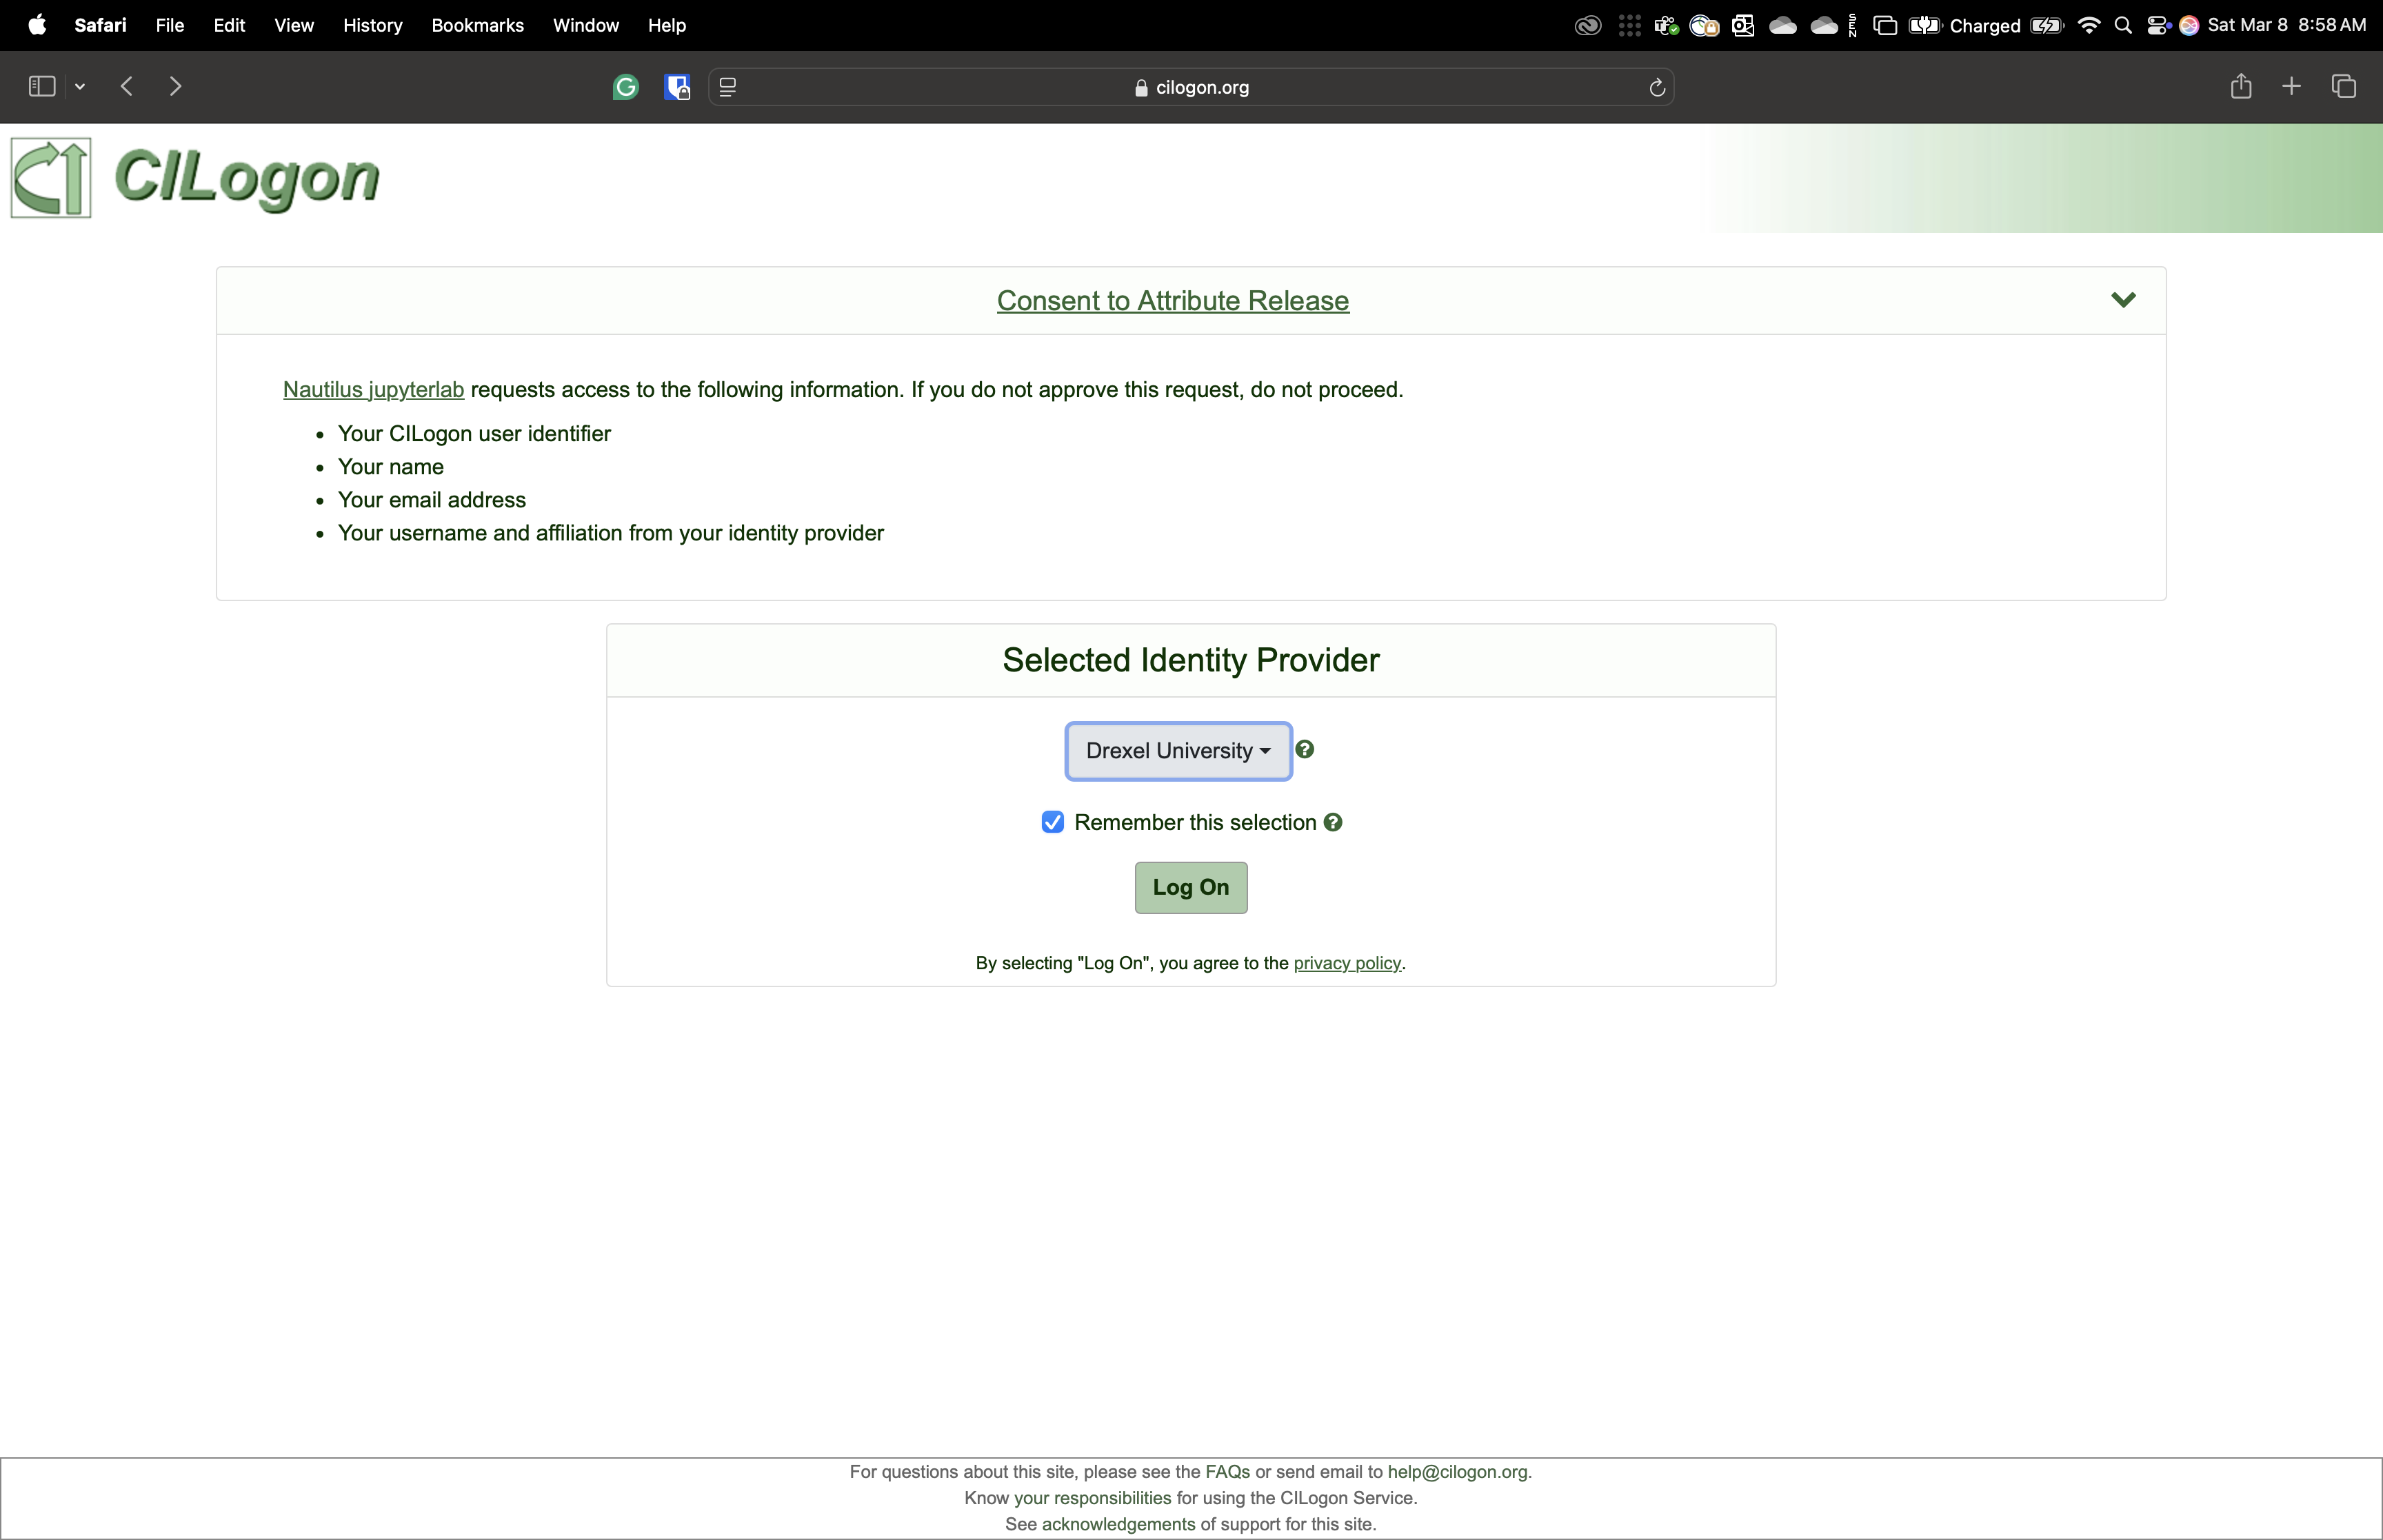 Safari File Edit View History Bookmarks Window Help
Charged Sat Mar 8 8:58 AM
cilogon.org
CILogon
Consent to Attribute Release
Nautilus jupyterlab requests access to the following information. If you do not approve this request, do not proceed.
• Your CILogon user identifier
• Your name
• Your email address
• Your username and affiliation from your identity provider
Selected Identity Provider
Drexel University
Remember this selection
Log On
By selecting "Log On", you agree to the privacy policy.
For questions about this site, please see the FAQs or send email to help@cilogon.org.
Know your responsibilities for using the CILogon Service.
See acknowledgements of support for this site.